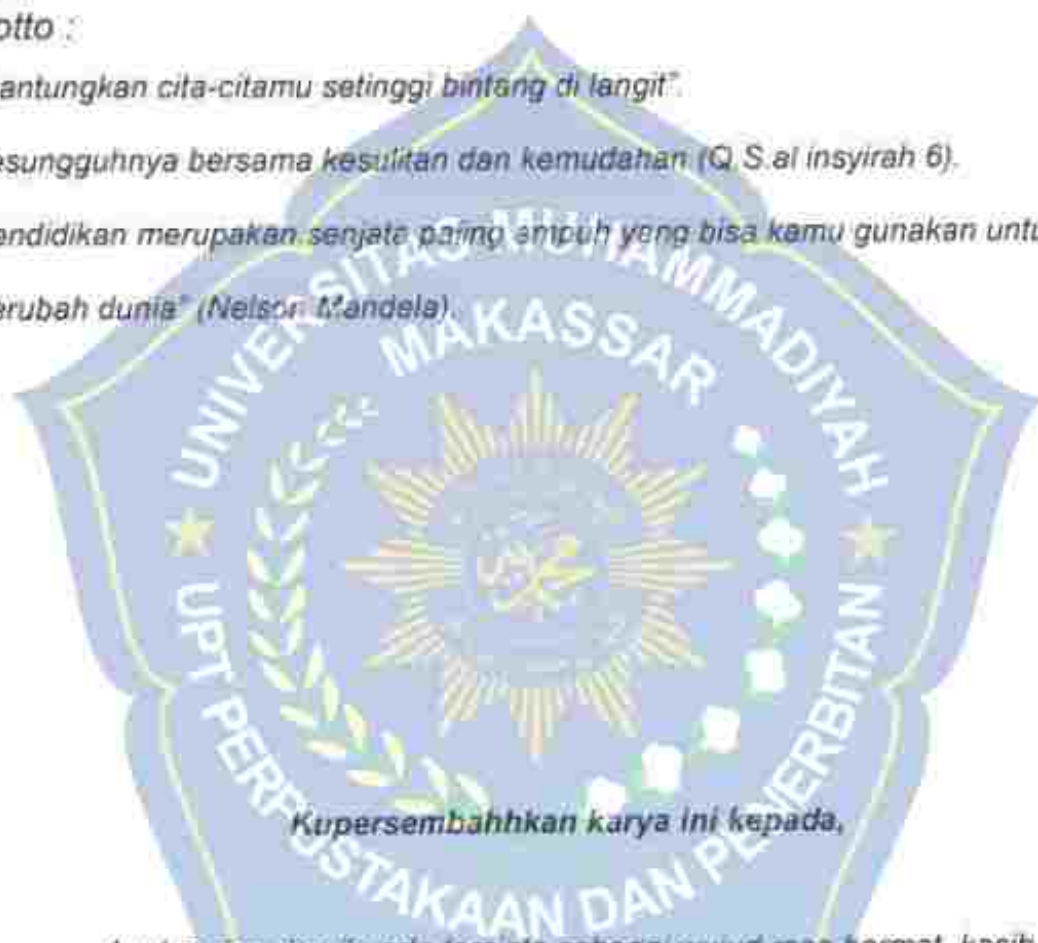 otto :
antungkan cita-citamu setinggi bintang di langit".
esungguhnya bersama kesulitan dan kemudahan (Q.S.al insyirah 6).
endidikan merupakan senjata paling ampuh yang bisa kamu gunakan untu
erubah dunia" (Nelson Mandela).
UNIVERSITAS MUHAMMADIYAH
MAKASSAR
UPT PERPUSTAKAAN DAN PENERBITAN
Kupersembahhkan karya ini kepada,